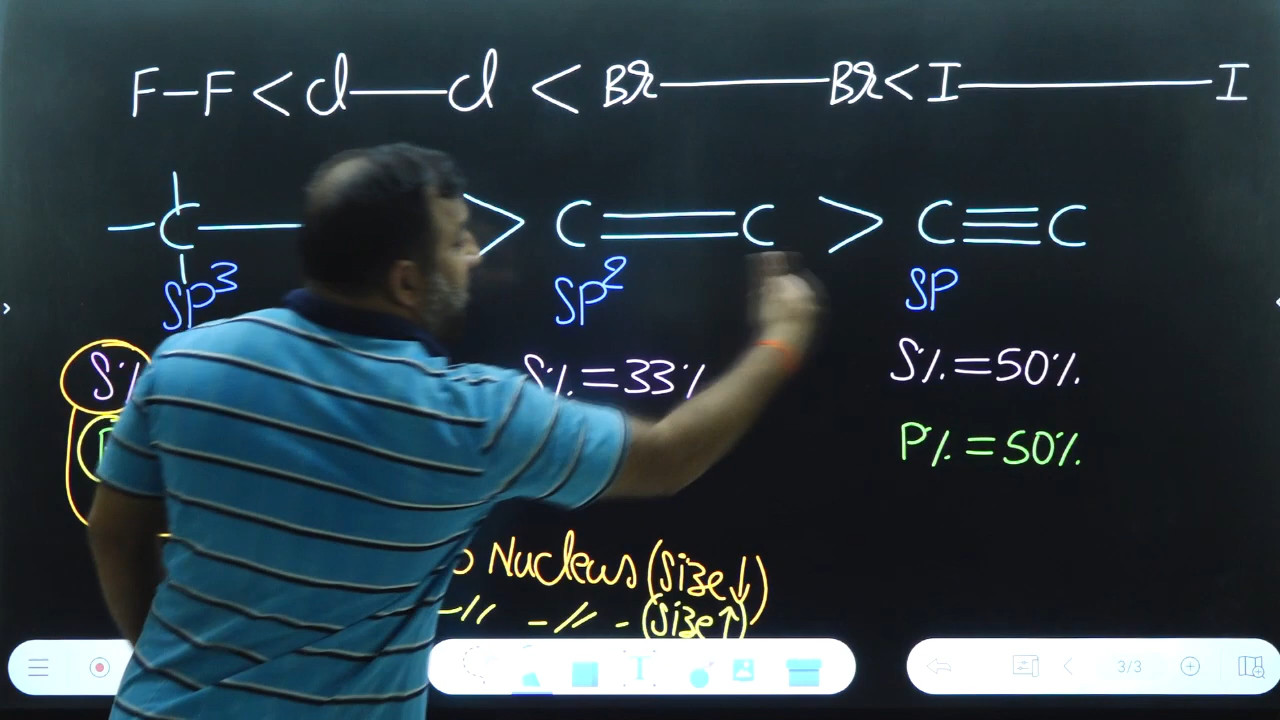 F–F < Cl—Cl < Br—Br < I—I
–C— > C=C > C≡C
SP³ SP² SP
S% S%=33% S%=50%
P%=50%
Nucleus (Size↓)
–//– –//– (Size↑)
3/3